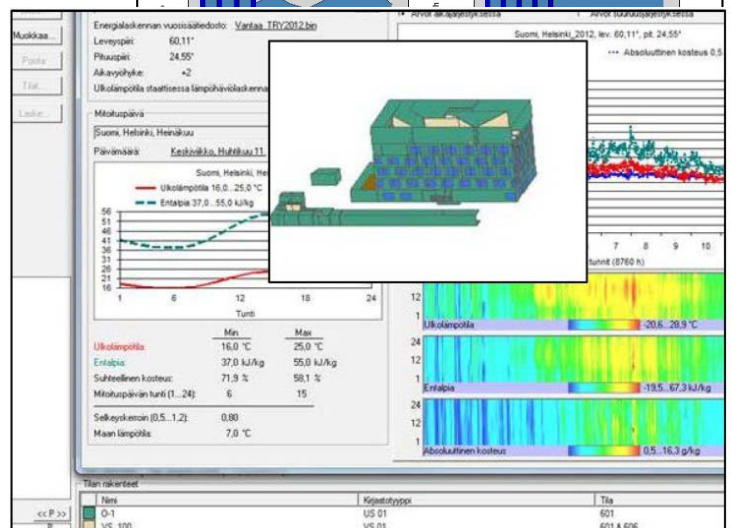 Muokkaa...
Poista
Tilat...
Laske...
Energialaskennan vuosisäätiedosto: Vantaa_TRY2012.bin
Leveyspiiri: 60,11°
Pituuspiiri: 24,55°
Aikavyöhyke: +2
Ulkolämpötila staattisessa lämpöhäviölaskenna
Mitoituspäivä
Suomi, Helsinki, Heinäkuu
Päivämäärä: Keskiviikko, Huhtikuu 11.
Suomi, Helsinki, He
Ulkolämpötila 16,0...25,0 °C
Entalpia 37,0...55,0 kJ/kg
56
51
46
41
36
31
26
21
16
1 6 12 18 24
Tunti
Min Max
Ulkolämpötila: 16,0 °C 25,0 °C
Entalpia: 37,0 kJ/kg 55,0 kJ/kg
Suhteellinen kosteus: 71,9 % 58,1 %
Mitoituspäivän tunti (1...24): 6 15
Selkeyskerroin (0,5...1,2): 0,80
Maan lämpötila: 7,0 °C
Arvot aikajärjestyksessä Arvot suuruusjärjestyksessä
Suomi, Helsinki_2012, lev. 60,11°, pit. 24,55°
Absoluuttinen kosteus 0,5
7 8 9 10
tunnit (8760 h)
12
1
Ulkolämpötila -20,6...28,9 °C
24
12
1
Entalpia -19,5...67,3 kJ/kg
24
12
1
Absoluuttinen kosteus 0,5...16,3 g/kg
Tilan rakenteet
Nimi Kirjastotyyppi Tila
<< P >> O-1 US 01 601
VS_100 VS 01 601 A 606